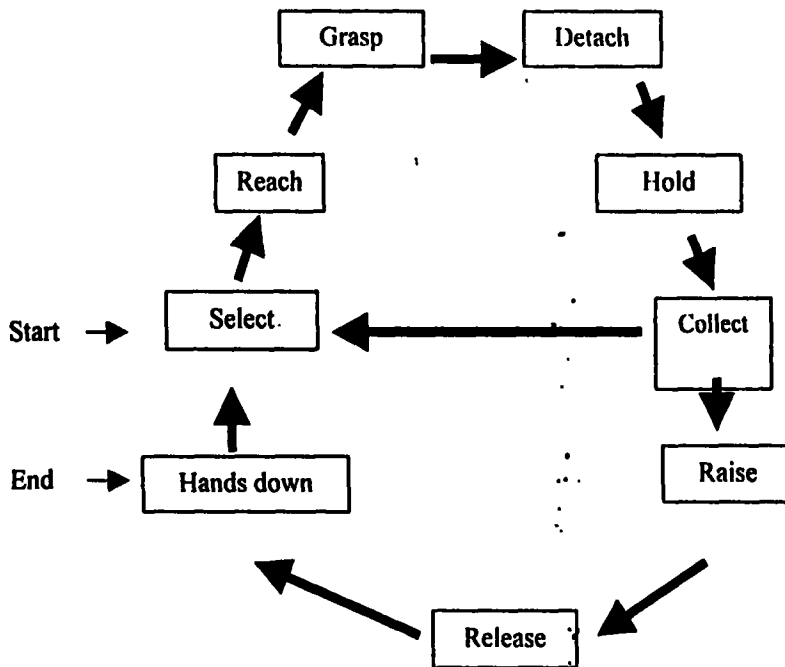 Grasp
Detach
Reach
Hold
Start
Select
Collect
End
Hands down
Raise
Release